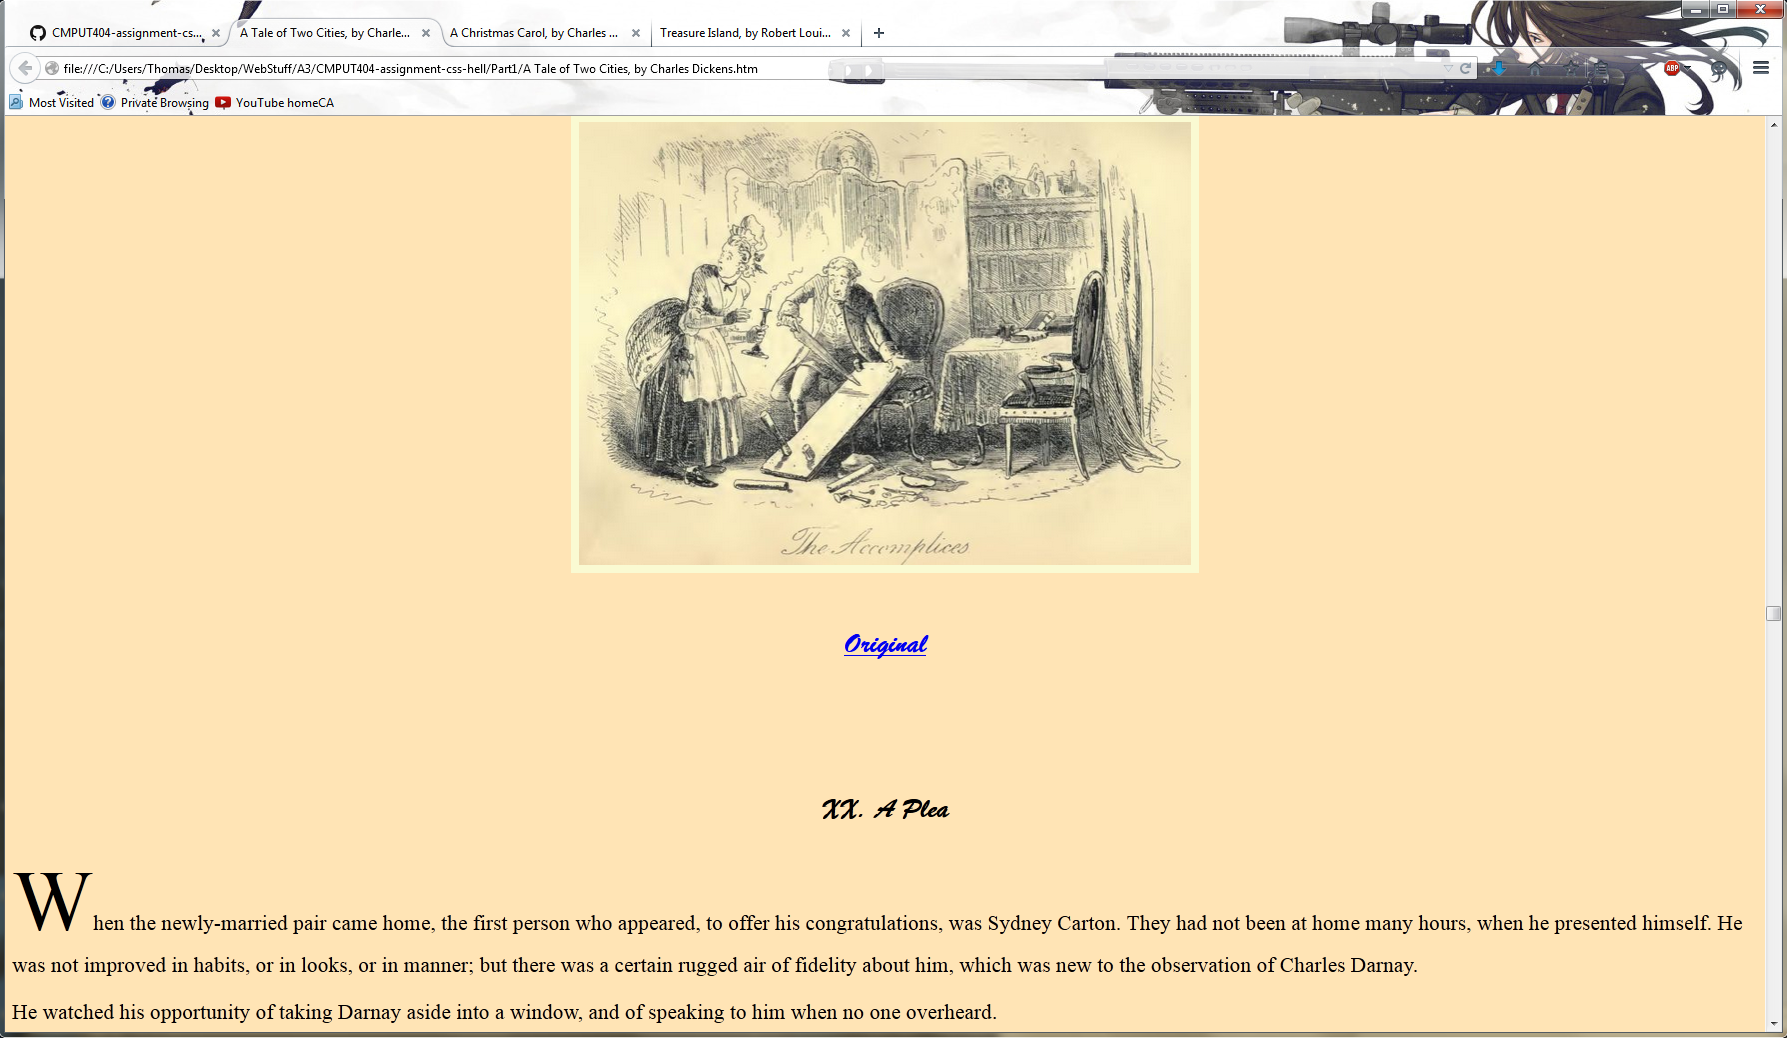 CMPUT404-assignment-cs...
A Tale of Two Cities, by Charle...
A Christmas Carol, by Charles ...
Treasure Island, by Robert Loui...
file:///C:/Users/Thomas/Desktop/WebStuff/A3/CMPUT404-assignment-css-hell/Part1/A Tale of Two Cities, by Charles Dickens.htm
ABP
Most Visited
Private Browsing
YouTube homeCA
The Accomplices
Original
XX. A Plea
When the newly-married pair came home, the first person who appeared, to offer his congratulations, was Sydney Carton. They had not been at home many hours, when he presented himself. He
was not improved in habits, or in looks, or in manner; but there was a certain rugged air of fidelity about him, which was new to the observation of Charles Darnay.
He watched his opportunity of taking Darnay aside into a window, and of speaking to him when no one overheard.